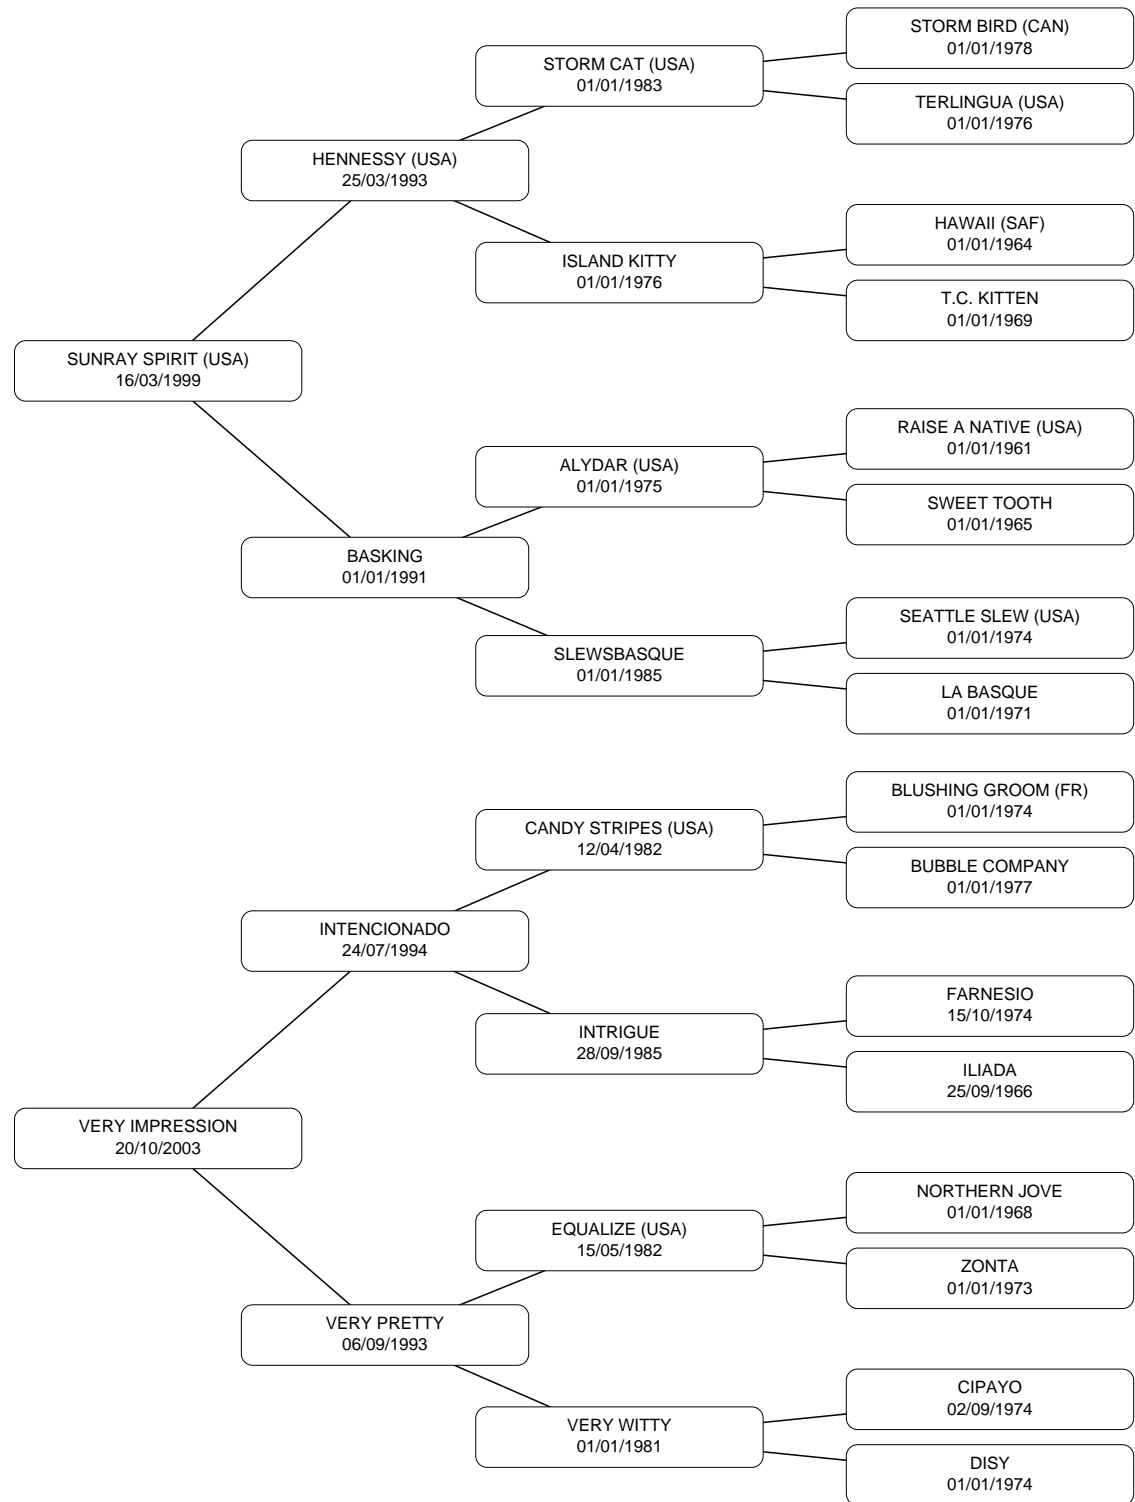 STORM BIRD (CAN)
01/01/1978
STORM CAT (USA)
01/01/1983
TERLINGUA (USA)
01/01/1976
HENNESSY (USA)
25/03/1993
HAWAII (SAF)
01/01/1964
ISLAND KITTY
01/01/1976
T.C. KITTEN
01/01/1969
SUNRAY SPIRIT (USA)
16/03/1999
RAISE A NATIVE (USA)
01/01/1961
ALYDAR (USA)
01/01/1975
SWEET TOOTH
01/01/1965
BASKING
01/01/1991
SEATTLE SLEW (USA)
01/01/1974
SLEWSBASQUE
01/01/1985
LA BASQUE
01/01/1971
BLUSHING GROOM (FR)
01/01/1974
CANDY STRIPES (USA)
12/04/1982
BUBBLE COMPANY
01/01/1977
INTENCIONADO
24/07/1994
FARNESIO
15/10/1974
INTRIGUE
28/09/1985
ILIADA
25/09/1966
VERY IMPRESSION
20/10/2003
NORTHERN JOVE
01/01/1968
EQUALIZE (USA)
15/05/1982
ZONTA
01/01/1973
VERY PRETTY
06/09/1993
CIPAYO
02/09/1974
VERY WITTY
01/01/1981
DISY
01/01/1974